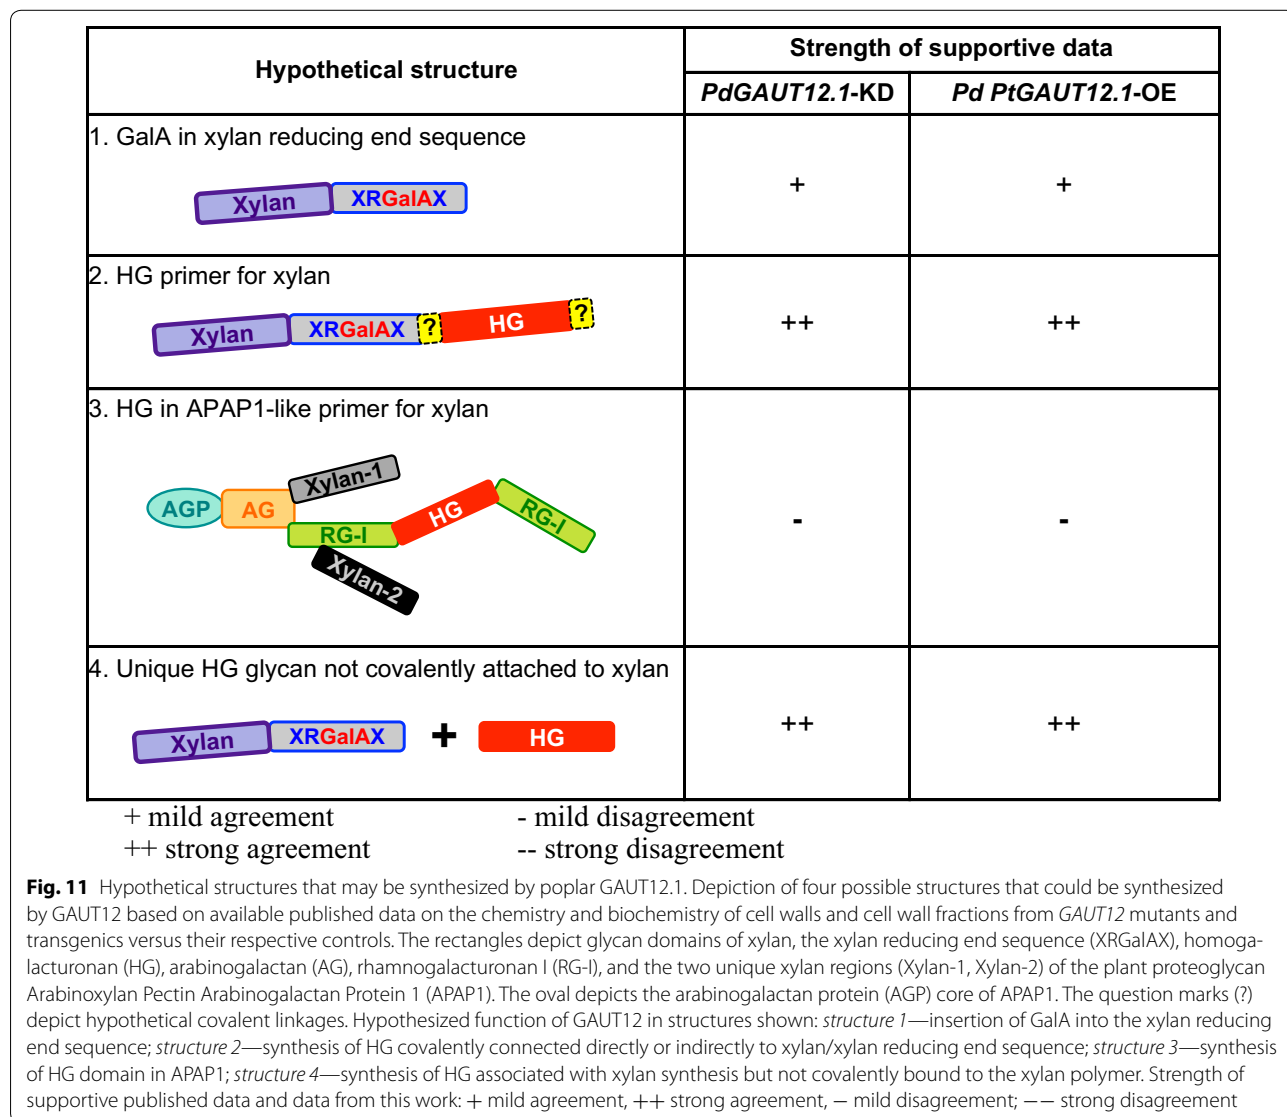 Hypothetical structure
Strength of supportive data
PdGAUT12.1-KD
Pd PtGAUT12.1-OE
1. GalA in xylan reducing end sequence
Xylan
XRGalAX
+
+
2. HG primer for xylan
Xylan
XRGalAX
?
HG
?
++
++
3. HG in APAP1-like primer for xylan
AGP
AG
Xylan-1
RG-I
HG
RG-I
Xylan-2
-
-
4. Unique HG glycan not covalently attached to xylan
Xylan
XRGalAX
+
HG
++
++
+ mild agreement
- mild disagreement
++ strong agreement
-- strong disagreement
Fig. 11 Hypothetical structures that may be synthesized by poplar GAUT12.1. Depiction of four possible structures that could be synthesized
by GAUT12 based on available published data on the chemistry and biochemistry of cell walls and cell wall fractions from GAUT12 mutants and
transgenics versus their respective controls. The rectangles depict glycan domains of xylan, the xylan reducing end sequence (XRGalAX), homoga-
lacturonan (HG), arabinogalactan (AG), rhamnogalacturonan I (RG-I), and the two unique xylan regions (Xylan-1, Xylan-2) of the plant proteoglycan
Arabinoxylan Pectin Arabinogalactan Protein 1 (APAP1). The oval depicts the arabinogalactan protein (AGP) core of APAP1. The question marks (?)
depict hypothetical covalent linkages. Hypothesized function of GAUT12 in structures shown: structure 1—insertion of GalA into the xylan reducing
end sequence; structure 2—synthesis of HG covalently connected directly or indirectly to xylan/xylan reducing end sequence; structure 3—synthesis
of HG domain in APAP1; structure 4—synthesis of HG associated with xylan synthesis but not covalently bound to the xylan polymer. Strength of
supportive published data and data from this work: + mild agreement, ++ strong agreement, − mild disagreement; −− strong disagreement